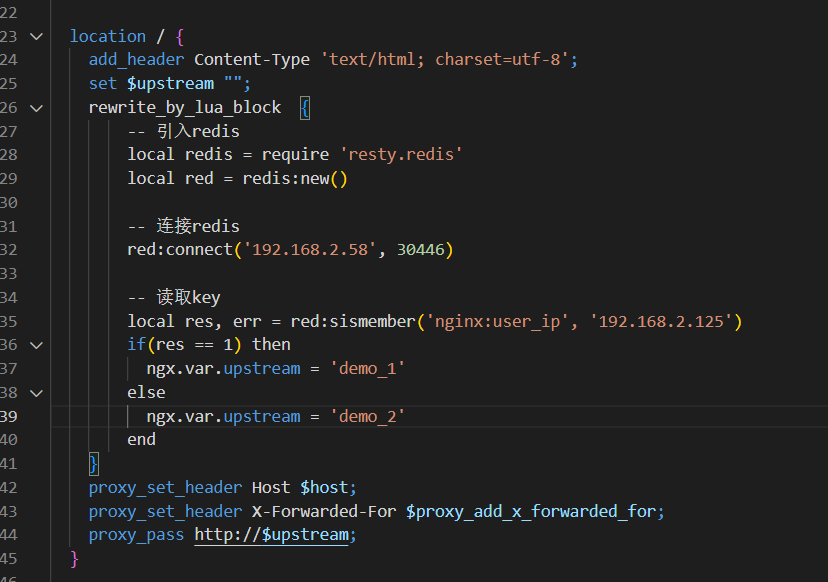 22
23 location / {
24 add_header Content-Type 'text/html; charset=utf-8';
25 set $upstream "";
26 rewrite_by_lua_block {
27 -- 引入redis
28 local redis = require 'resty.redis'
29 local red = redis:new()
30
31 -- 连接redis
32 red:connect('192.168.2.58', 30446)
33
34 -- 读取key
35 local res, err = red:sismember('nginx:user_ip', '192.168.2.125')
36 if(res == 1) then
37 ngx.var.upstream = 'demo_1'
38 else
39 ngx.var.upstream = 'demo_2'
40 end
41 }
42 proxy_set_header Host $host;
43 proxy_set_header X-Forwarded-For $proxy_add_x_forwarded_for;
44 proxy_pass http://$upstream;
45 }